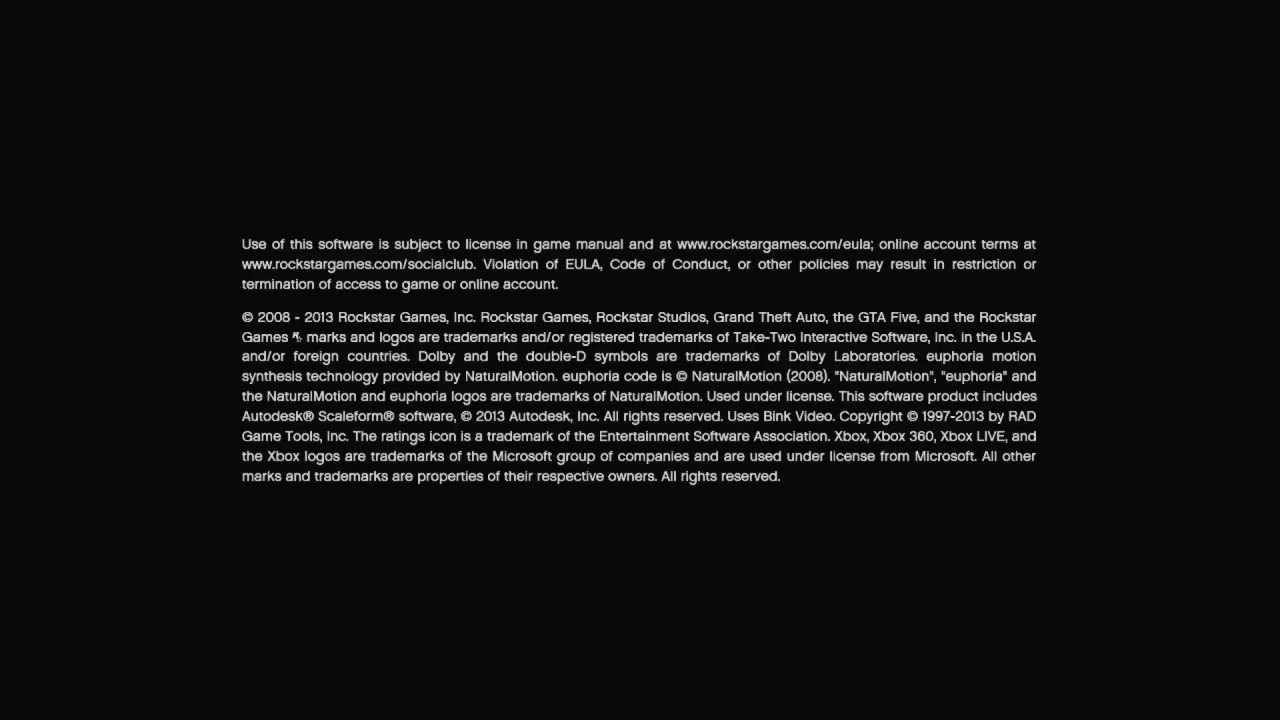 Use of this software is subject to license in game manual and at www.rockstargames.com/eula; online account terms at
www.rockstargames.com/socialclub. Violation of EULA, Code of Conduct, or other policies may result in restriction or
termination of access to game or online account.
© 2008 - 2013 Rockstar Games, Inc. Rockstar Games, Rockstar Studios, Grand Theft Auto, the GTA Five, and the Rockstar
Games R* marks and logos are trademarks and/or registered trademarks of Take-Two Interactive Software, Inc. in the U.S.A.
and/or foreign countries. Dolby and the double-D symbols are trademarks of Dolby Laboratories. euphoria motion
synthesis technology provided by NaturalMotion. euphoria code is © NaturalMotion (2008). "NaturalMotion", "euphoria" and
the NaturalMotion and euphoria logos are trademarks of NaturalMotion. Used under license. This software product includes
Autodesk® Scaleform® software, © 2013 Autodesk, Inc. All rights reserved. Uses Bink Video. Copyright © 1997-2013 by RAD
Game Tools, Inc. The ratings icon is a trademark of the Entertainment Software Association. Xbox, Xbox 360, Xbox LIVE, and
the Xbox logos are trademarks of the Microsoft group of companies and are used under license from Microsoft. All other
marks and trademarks are properties of their respective owners. All rights reserved.